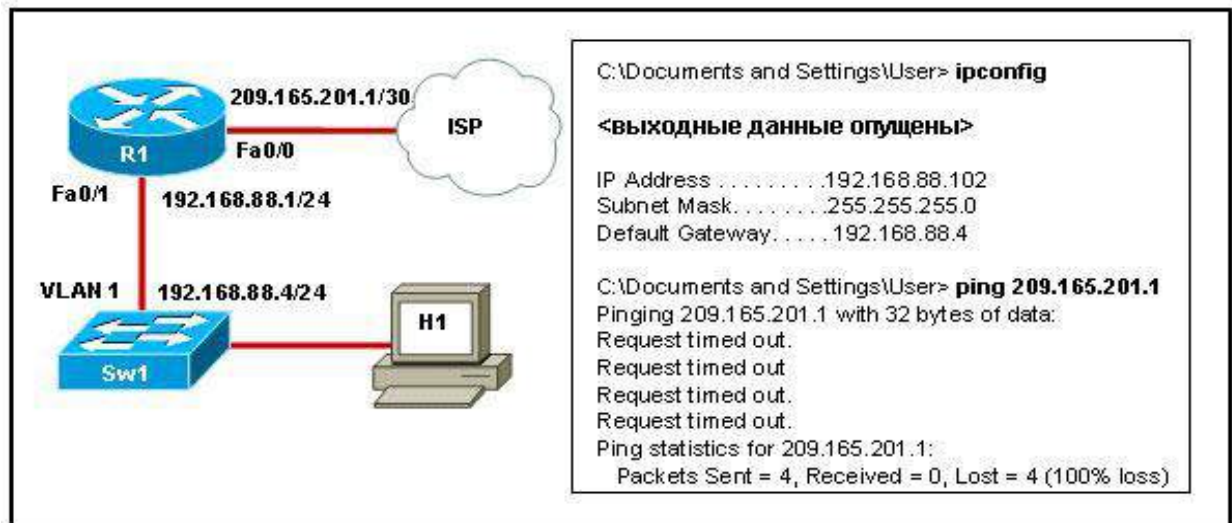 209.165.201.1/30
ISP
R1
Fa0/0
Fa0/1
192.168.88.1/24
VLAN 1
192.168.88.4/24
H1
Sw1
C:\Documents and Settings\User> ipconfig
<выходные данные опущены>
IP Address . . . . . . . . .192.168.88.102
Subnet Mask. . . . . . . .255.255.255.0
Default Gateway. . . . . 192.168.88.4
C:\Documents and Settings\User> ping 209.165.201.1
Pinging 209.165.201.1 with 32 bytes of data:
Request timed out.
Request timed out
Request timed out.
Request timed out.
Ping statistics for 209.165.201.1:
Packets Sent = 4, Received = 0, Lost = 4 (100% loss)